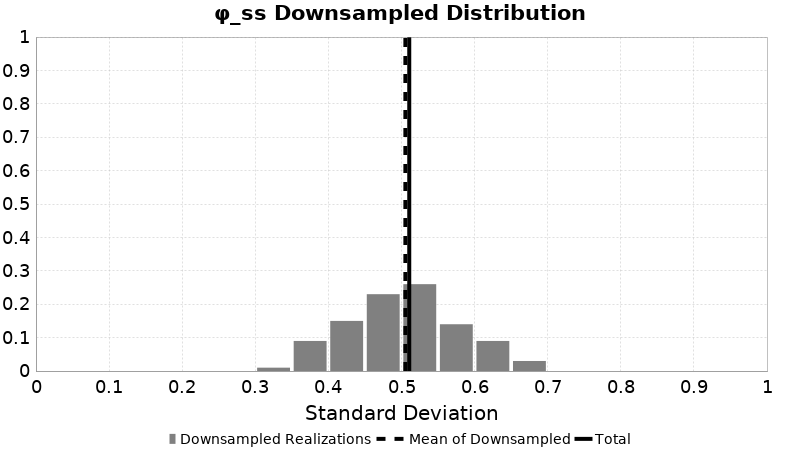 φ_ss Downsampled Distribution
1
0.9
0.8
0.7
0.6
0.5
0.4
0.3
0.2
0.1
0
0 0.1 0.2 0.3 0.4 0.5 0.6 0.7 0.8 0.9 1
Standard Deviation
Downsampled Realizations Mean of Downsampled Total